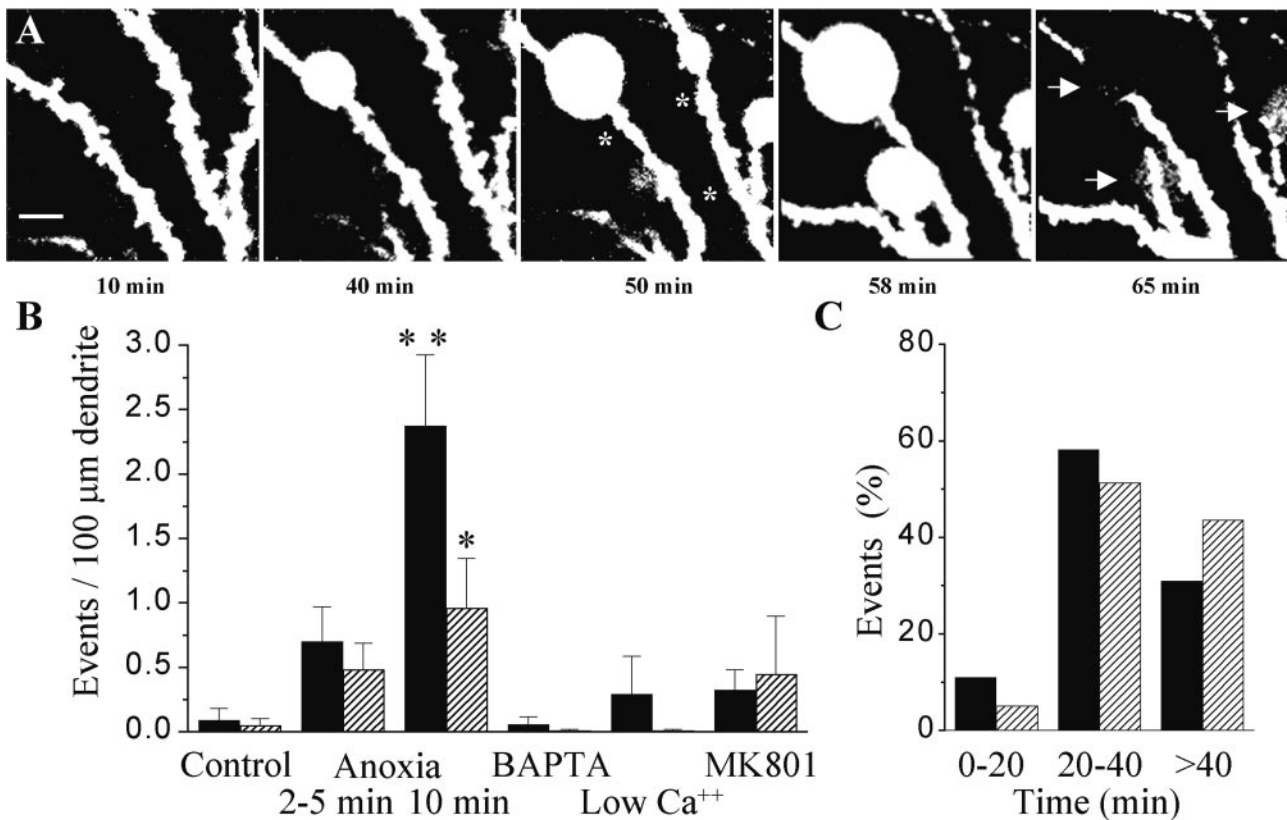 A
10 min 40 min 50 min 58 min 65 min
* * *
B
Events / 100 µm dendrite
3.0
2.5
2.0
1.5
1.0
0.5
0.0
* *
*
Control Anoxia BAPTA MK801
2-5 min 10 min Low Ca⁺⁺
C
Events (%)
80
60
40
20
0
0-20 20-40 >40
Time (min)